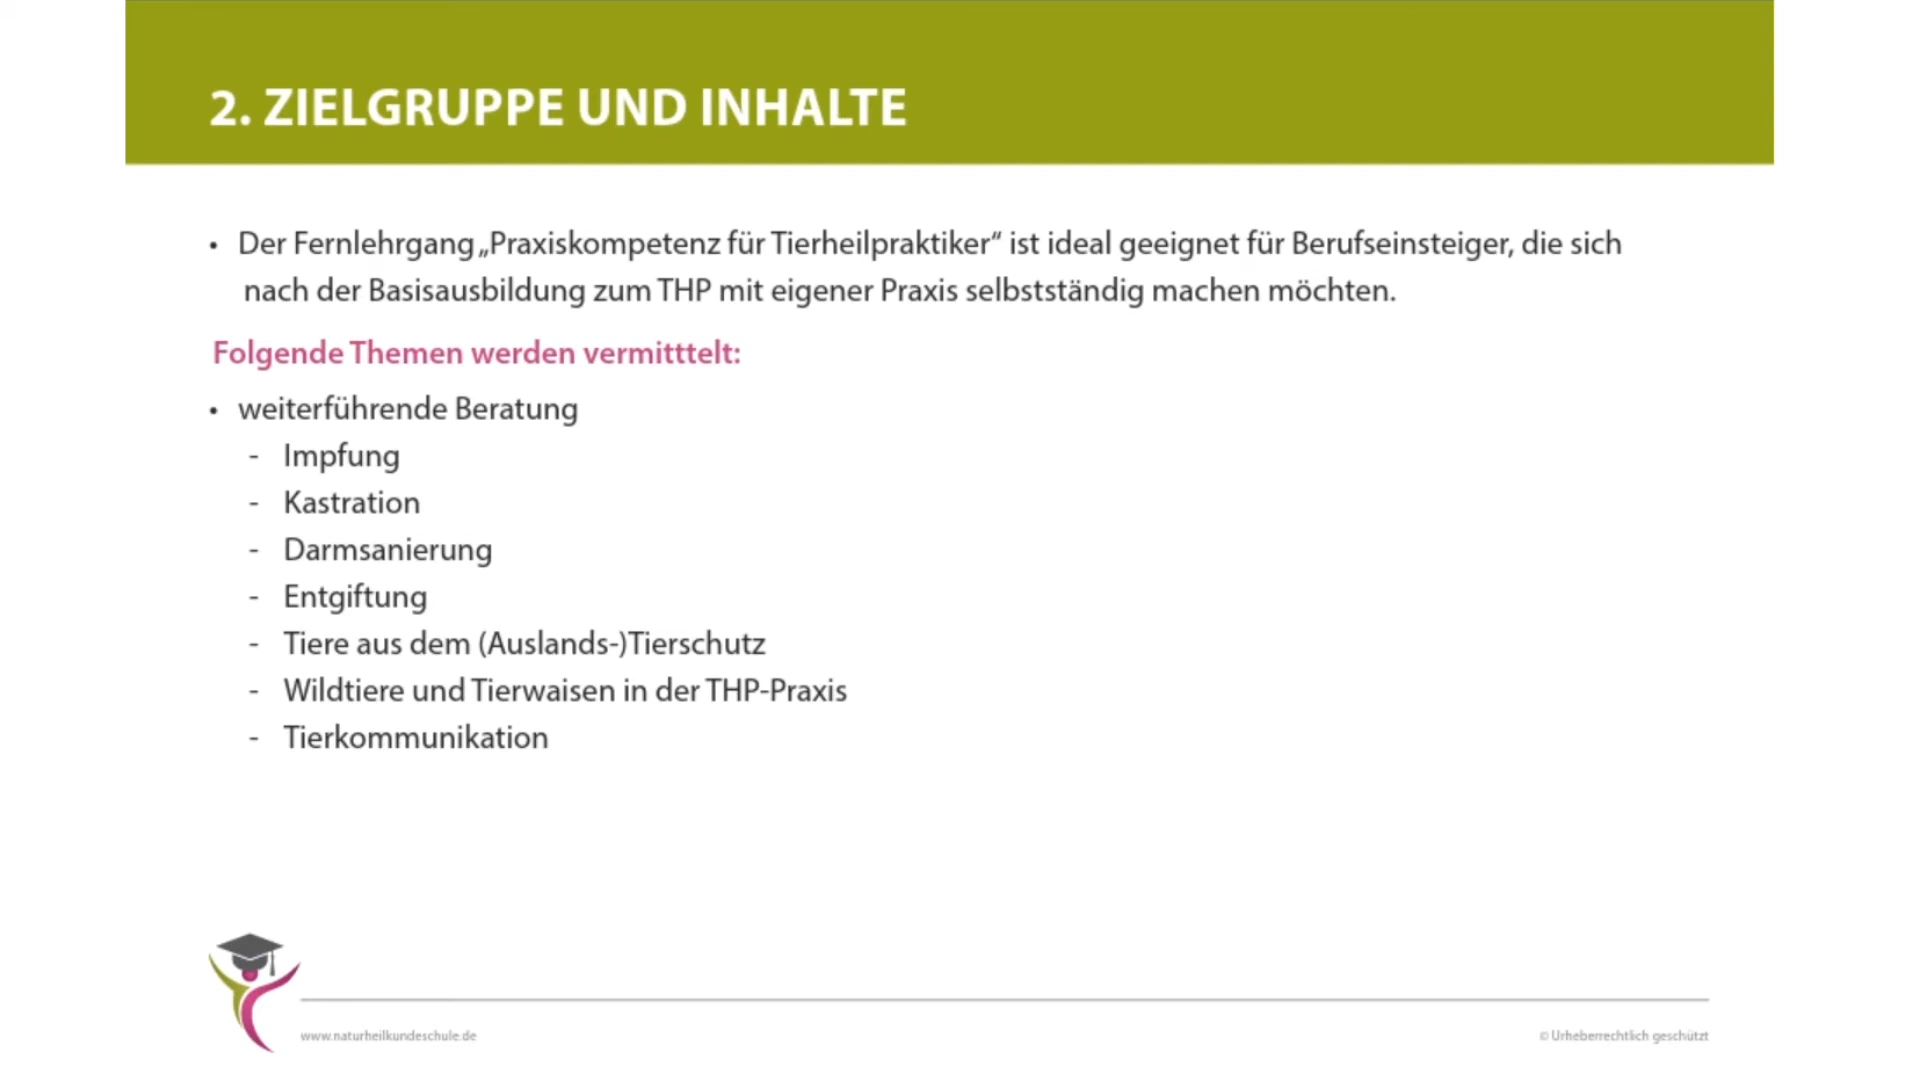 2. ZIELGRUPPE UND INHALTE
• Der Fernlehrgang „Praxiskompetenz für Tierheilpraktiker“ ist ideal geeignet für Berufseinsteiger, die sich
nach der Basisausbildung zum THP mit eigener Praxis selbstständig machen möchten.
Folgende Themen werden vermitttelt:
• weiterführende Beratung
- Impfung
- Kastration
- Darmsanierung
- Entgiftung
- Tiere aus dem (Auslands-)Tierschutz
- Wildtiere und Tierwaisen in der THP-Praxis
- Tierkommunikation
www.naturheilkundeschule.de
© Urheberrechtlich geschützt